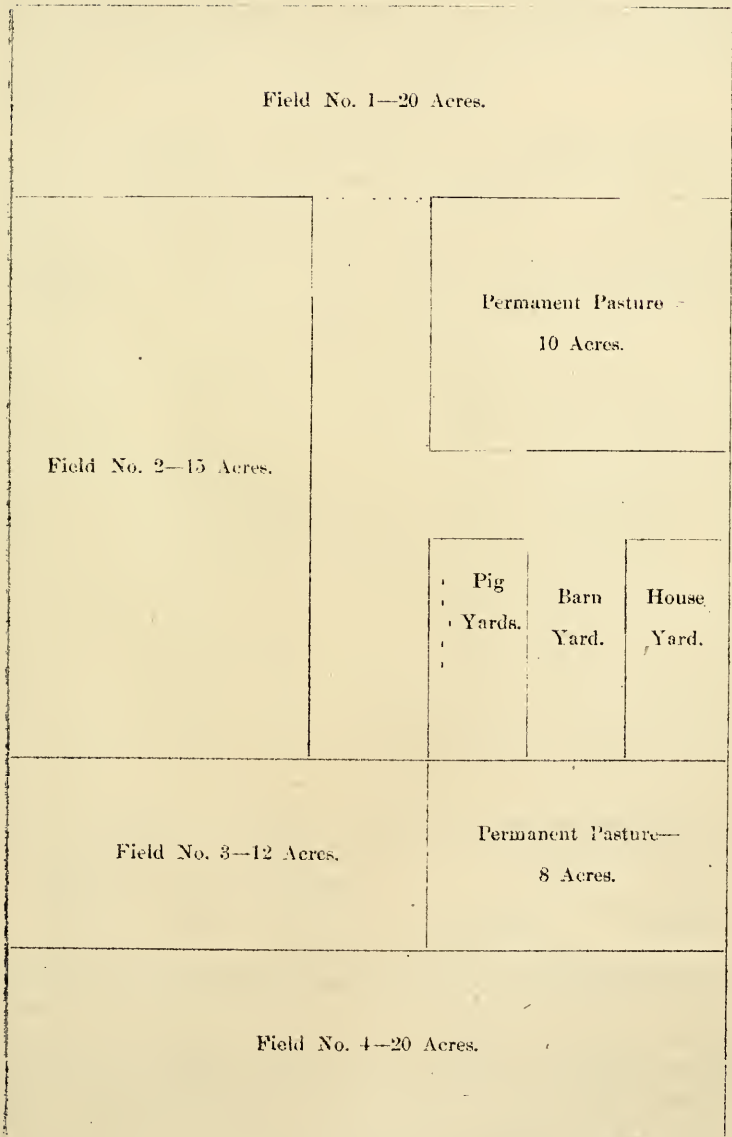 Field No. 1—20 Acres.
Permanent Pasture -
10 Acres.
Field No. 2—15 Acres.
Pig
Yards.
Barn
Yard.
House
Yard.
Field No. 3—12 Acres.
Permanent Pasture—
8 Acres.
Field No. 4—20 Acres.